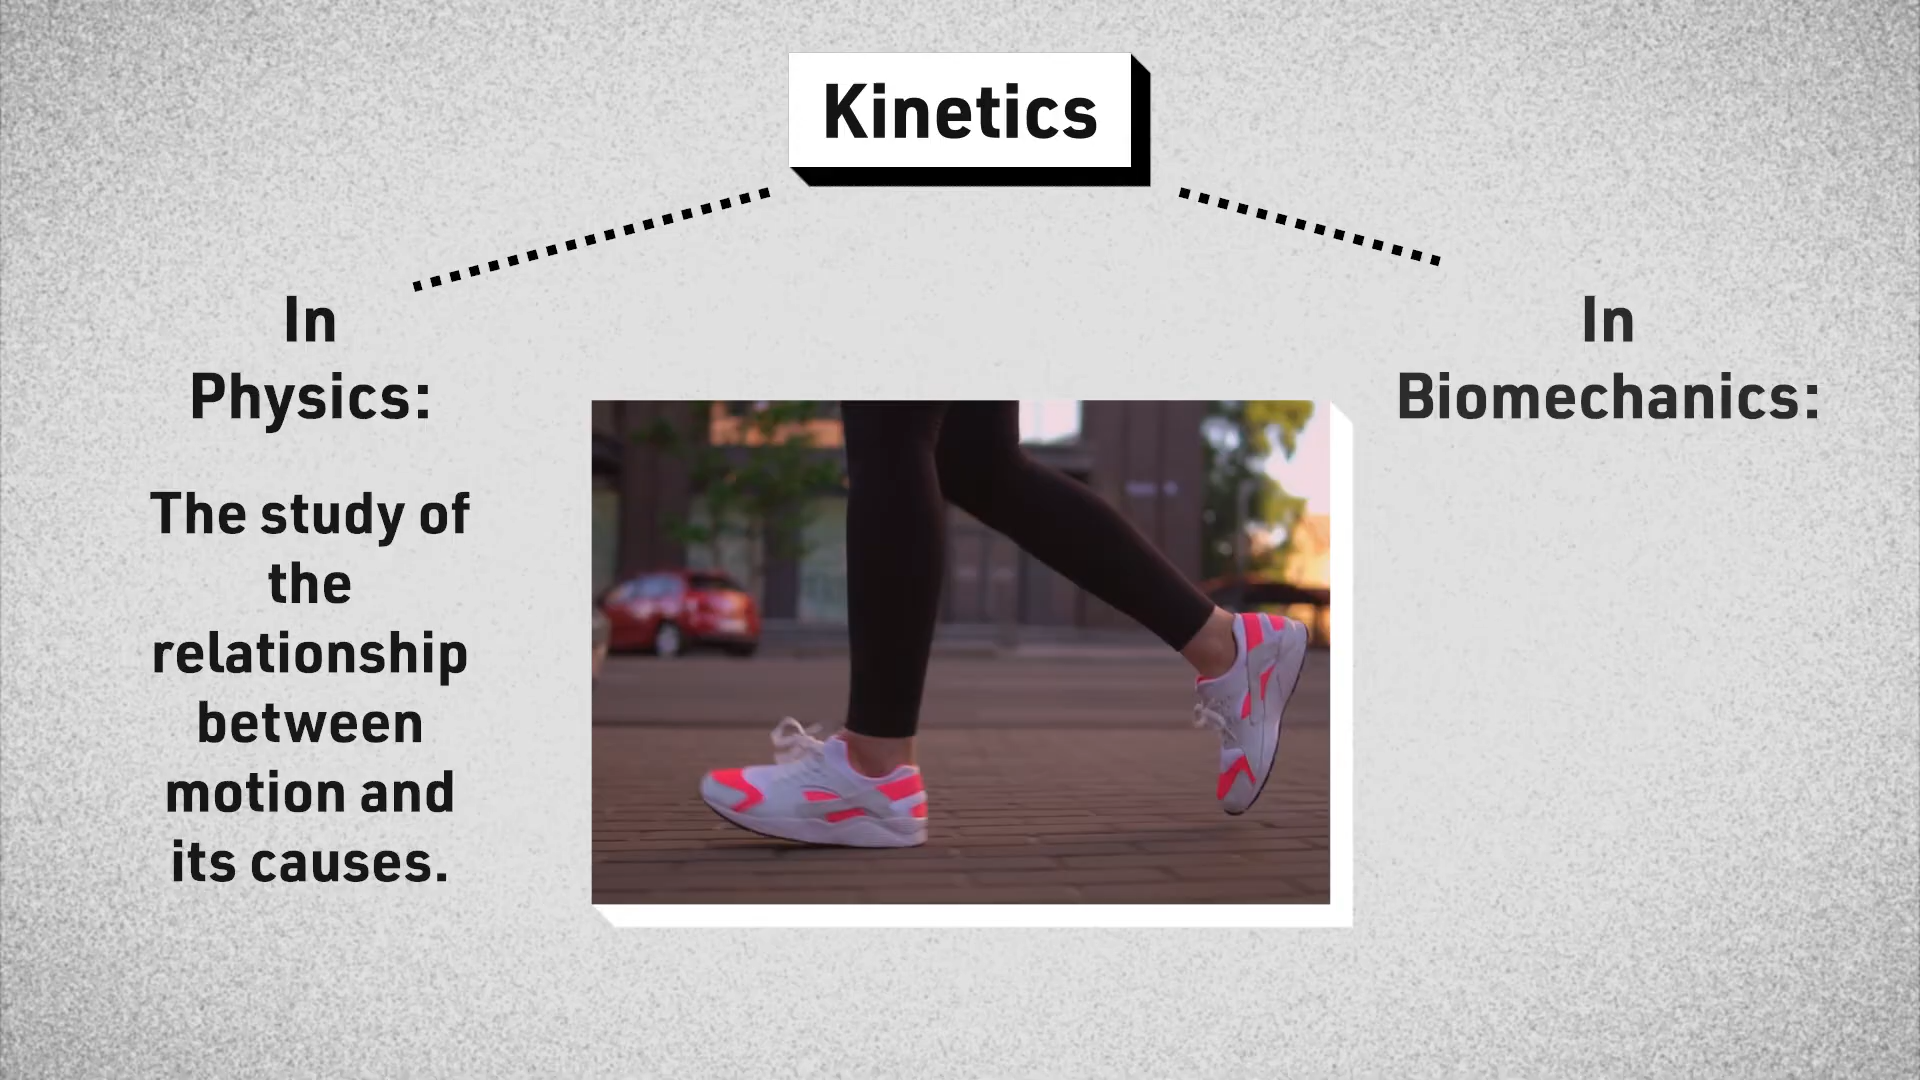 Kinetics
In
Physics:
The study of
the
relationship
between
motion and
its causes.
In
Biomechanics: